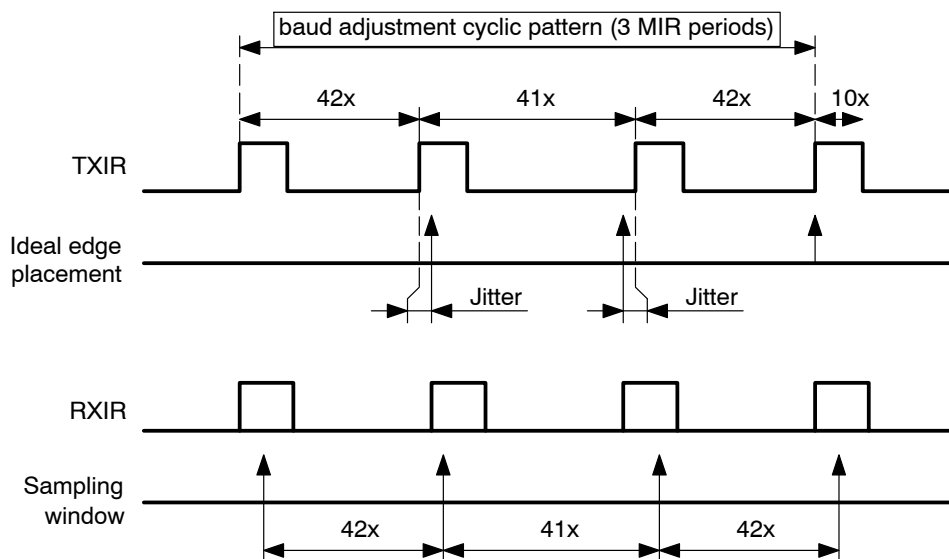 baud adjustment cyclic pattern (3 MIR periods)
42x
41x
42x
10x
TXIR
Ideal edge
placement
Jitter
Jitter
RXIR
Sampling
window
42x
41x
42x